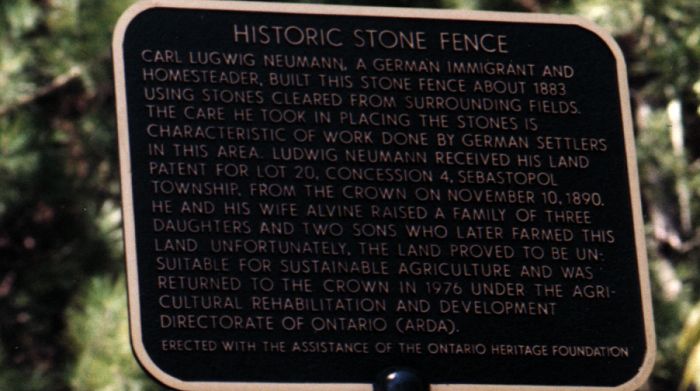 HISTORIC STONE FENCE
CARL LUGWIG NEUMANN, A GERMAN IMMIGRANT AND
HOMESTEADER, BUILT THIS STONE FENCE ABOUT 1883
USING STONES CLEARED FROM SURROUNDING FIELDS.
THE CARE HE TOOK IN PLACING THE STONES IS
CHARACTERISTIC OF WORK DONE BY GERMAN SETTLERS
IN THIS AREA. LUDWIG NEUMANN RECEIVED HIS LAND
PATENT FOR LOT 20, CONCESSION 4, SEBASTOPOL
TOWNSHIP, FROM THE CROWN ON NOVEMBER 10, 1890.
HE AND HIS WIFE ALVINE RAISED A FAMILY OF THREE
DAUGHTERS AND TWO SONS WHO LATER FARMED THIS
LAND. UNFORTUNATELY, THE LAND PROVED TO BE UN-
SUITABLE FOR SUSTAINABLE AGRICULTURE AND WAS
RETURNED TO THE CROWN IN 1976 UNDER THE AGRI-
CULTURAL REHABILITATION AND DEVELOPMENT
DIRECTORATE OF ONTARIO (ARDA).
ERECTED WITH THE ASSISTANCE OF THE ONTARIO HERITAGE FOUNDATION